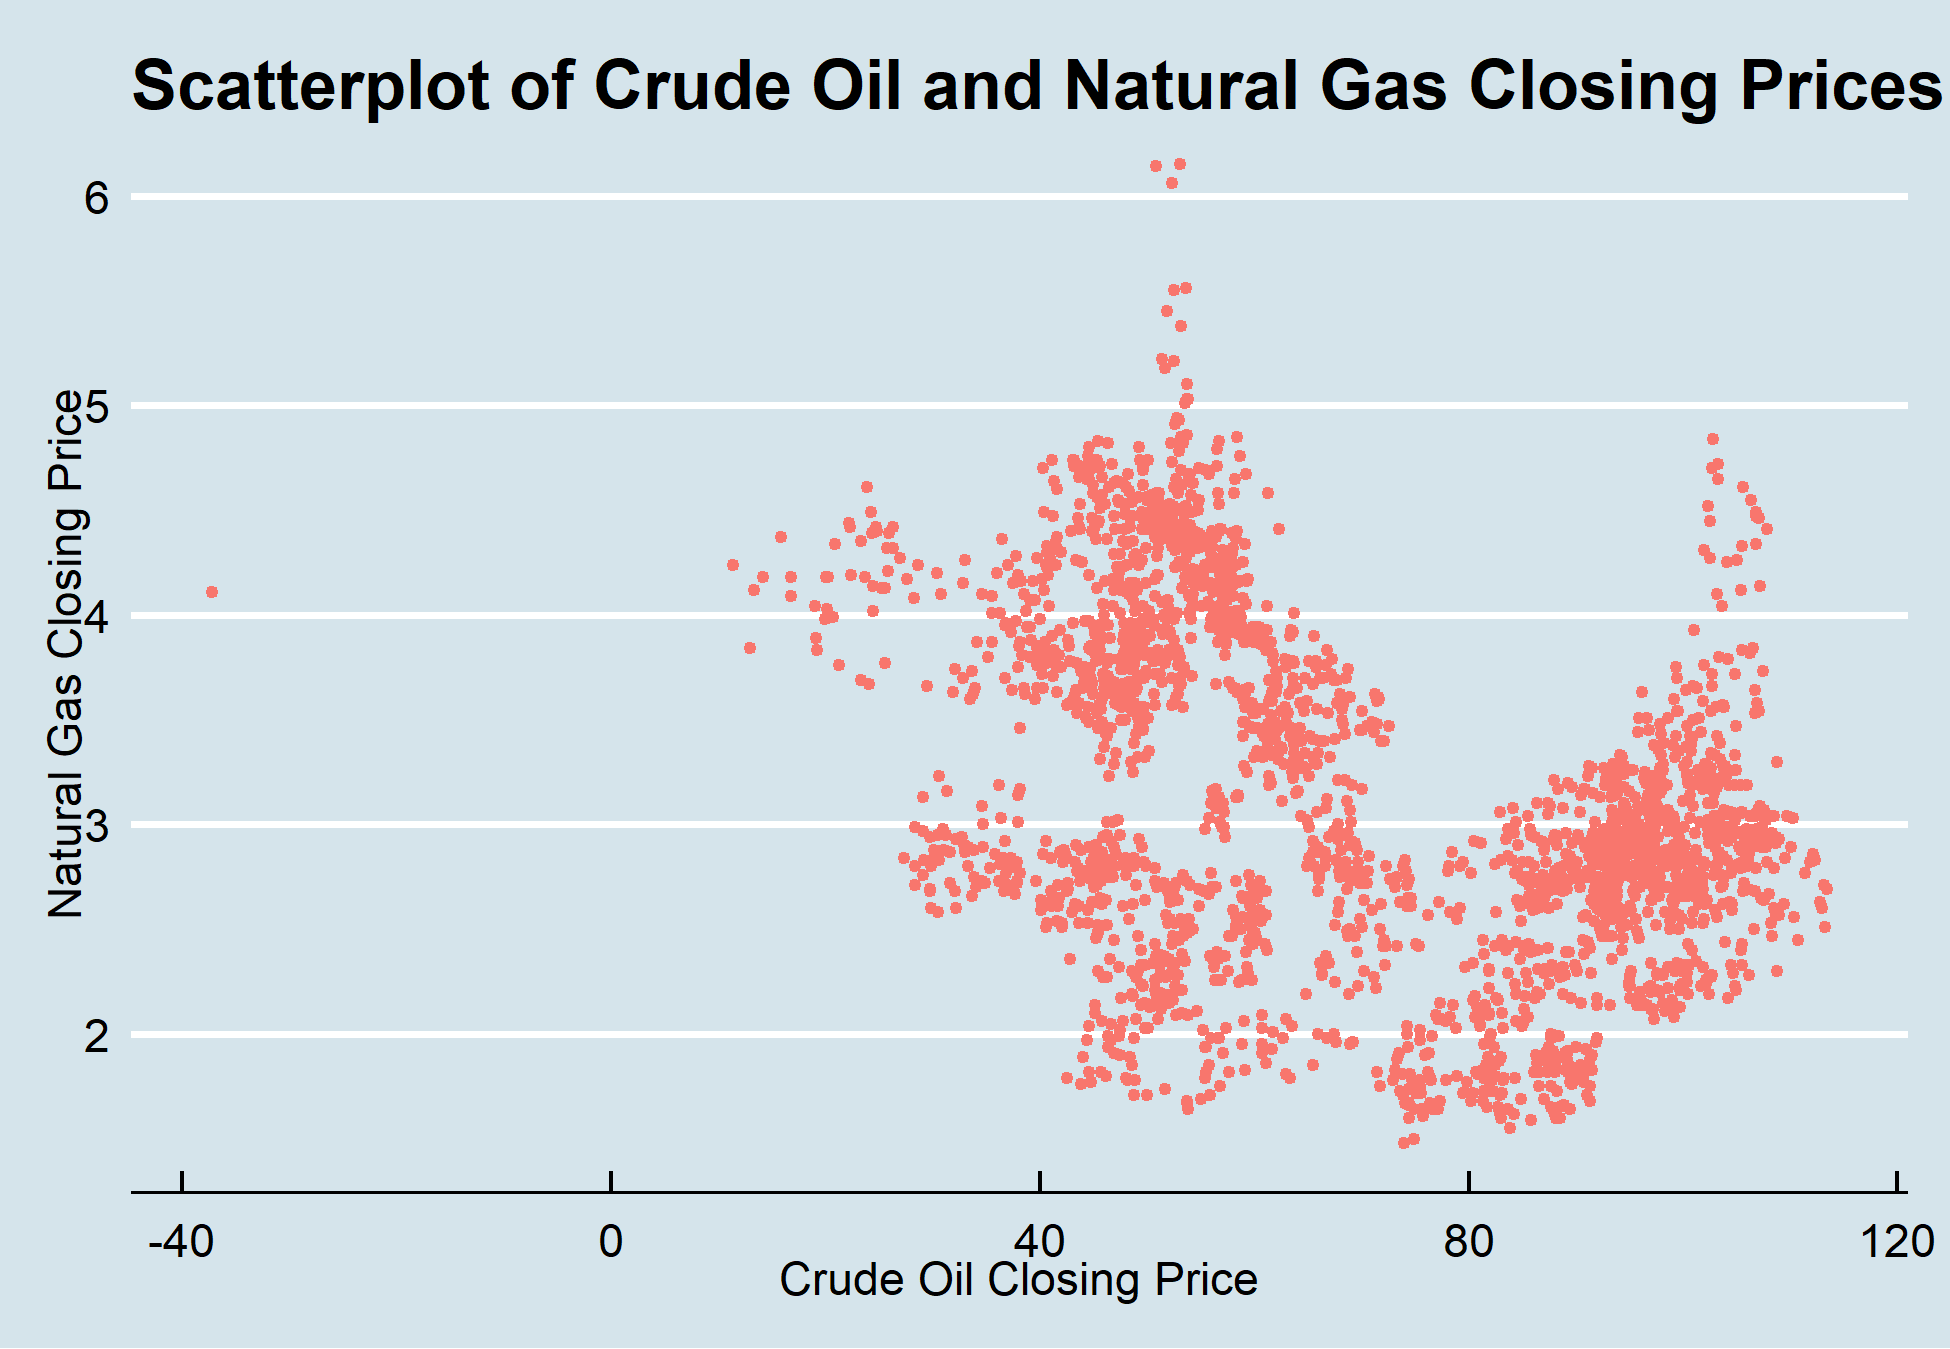 Scatterplot of Crude Oil and Natural Gas Closing Prices
6
5
4
3
2
Natural Gas Closing Price
-40 0 40 80 120
Crude Oil Closing Price